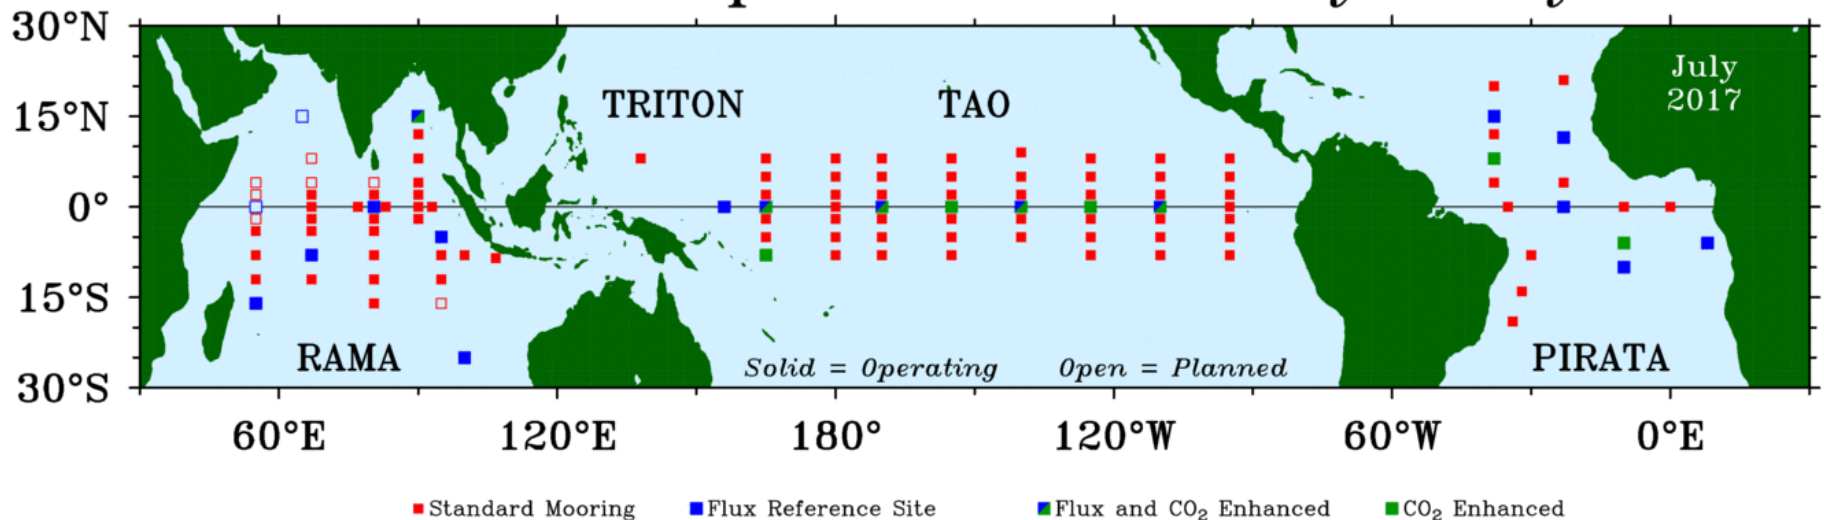 30°N
15°N
0°
15°S
30°S
July
2017
TRITON
TAO
RAMA
Solid = Operating
Open = Planned
PIRATA
60°E
120°E
180°
120°W
60°W
0°E
Standard Mooring
Flux Reference Site
Flux and CO₂ Enhanced
CO₂ Enhanced